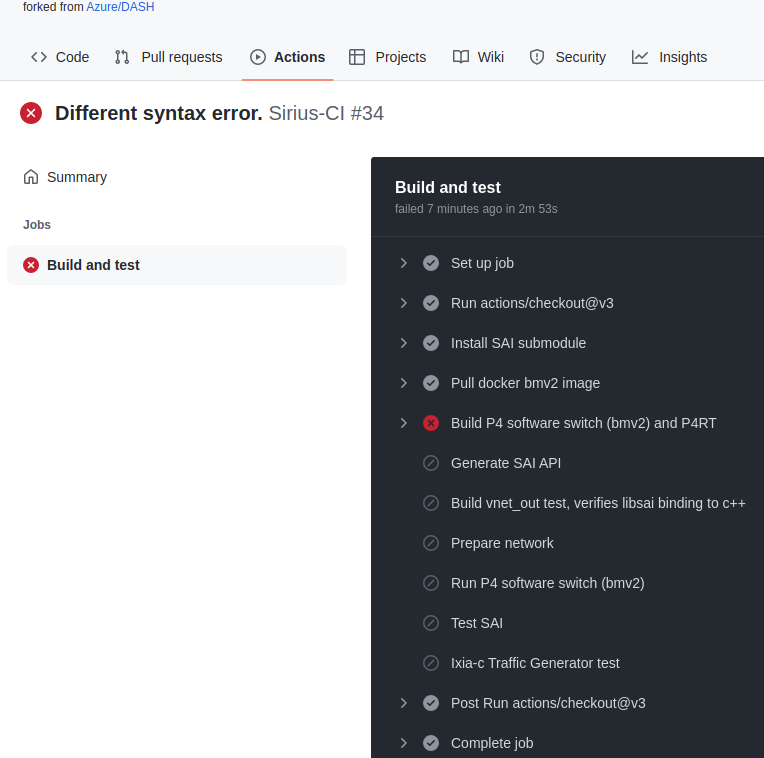 forked from Azure/DASH
Code Pull requests Actions Projects Wiki Security Insights
Different syntax error. Sirius-CI #34
Summary
Jobs
Build and test
Build and test
failed 7 minutes ago in 2m 53s
Set up job
Run actions/checkout@v3
Install SAI submodule
Pull docker bmv2 image
Build P4 software switch (bmv2) and P4RT
Generate SAI API
Build vnet_out test, verifies libsai binding to c++
Prepare network
Run P4 software switch (bmv2)
Test SAI
Ixia-c Traffic Generator test
Post Run actions/checkout@v3
Complete job